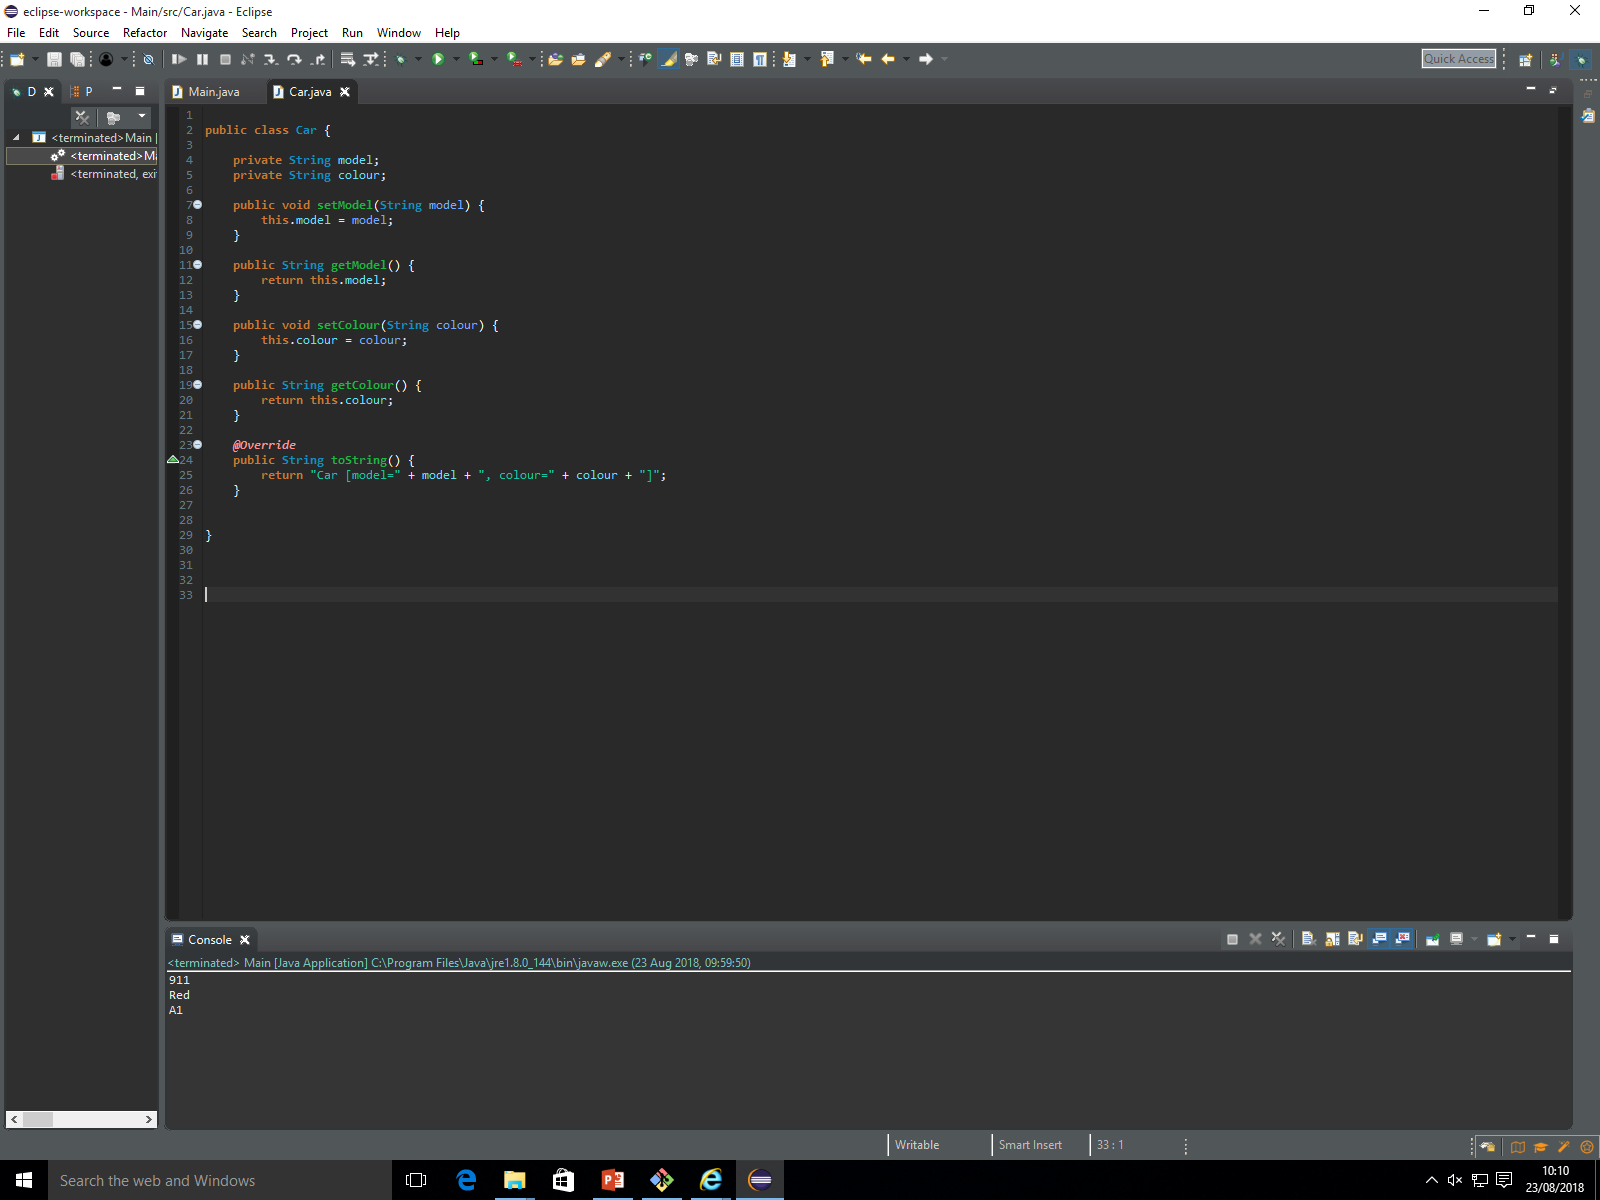 eclipse-workspace - Main/src/Car.java - Eclipse
File Edit Source Refactor Navigate Search Project Run Window Help
Quick Access
D P
<terminated>Main
<terminated>Ma
<terminated, exi
Main.java Car.java
1
2 public class Car {
3
4 private String model;
5 private String colour;
6
7 public void setModel(String model) {
8 this.model = model;
9 }
10
11 public String getModel() {
12 return this.model;
13 }
14
15 public void setColour(String colour) {
16 this.colour = colour;
17 }
18
19 public String getColour() {
20 return this.colour;
21 }
22
23 @Override
24 public String toString() {
25 return "Car [model=" + model + ", colour=" + colour + "]";
26 }
27
28
29 }
30
31
32
33
Console
<terminated> Main [Java Application] C:\Program Files\Java\jre1.8.0_144\bin\javaw.exe (23 Aug 2018, 09:59:50)
911
Red
A1
Writable Smart Insert 33 : 1
Search the web and Windows
10:10
23/08/2018